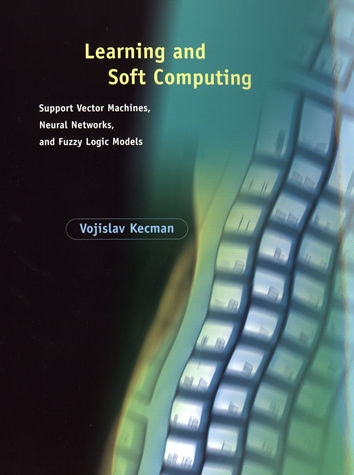 Learning and
Soft Computing
Support Vector Machines,
Neural Networks,
and Fuzzy Logic Models
Vojislav Kecman